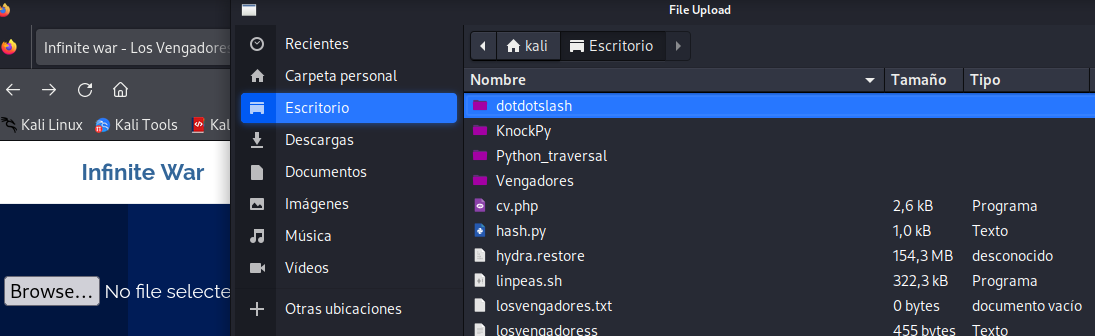 File Upload
Infinite war - Los Vengadores
Kali Linux
Kali Tools
Kal
Infinite War
Browse...
No file selecte
Recientes
Carpeta personal
Escritorio
Descargas
Documentos
Imágenes
Música
Vídeos
Otras ubicaciones
kali
Escritorio
Nombre Tamaño Tipo
dotdotslash
KnockPy
Python_traversal
Vengadores
cv.php 2,6 kB Programa
hash.py 1,0 kB Texto
hydra.restore 154,3 MB desconocido
linpeas.sh 322,3 kB Programa
losvengadores.txt 0 bytes documento vacío
losvengadoress 455 bytes Texto